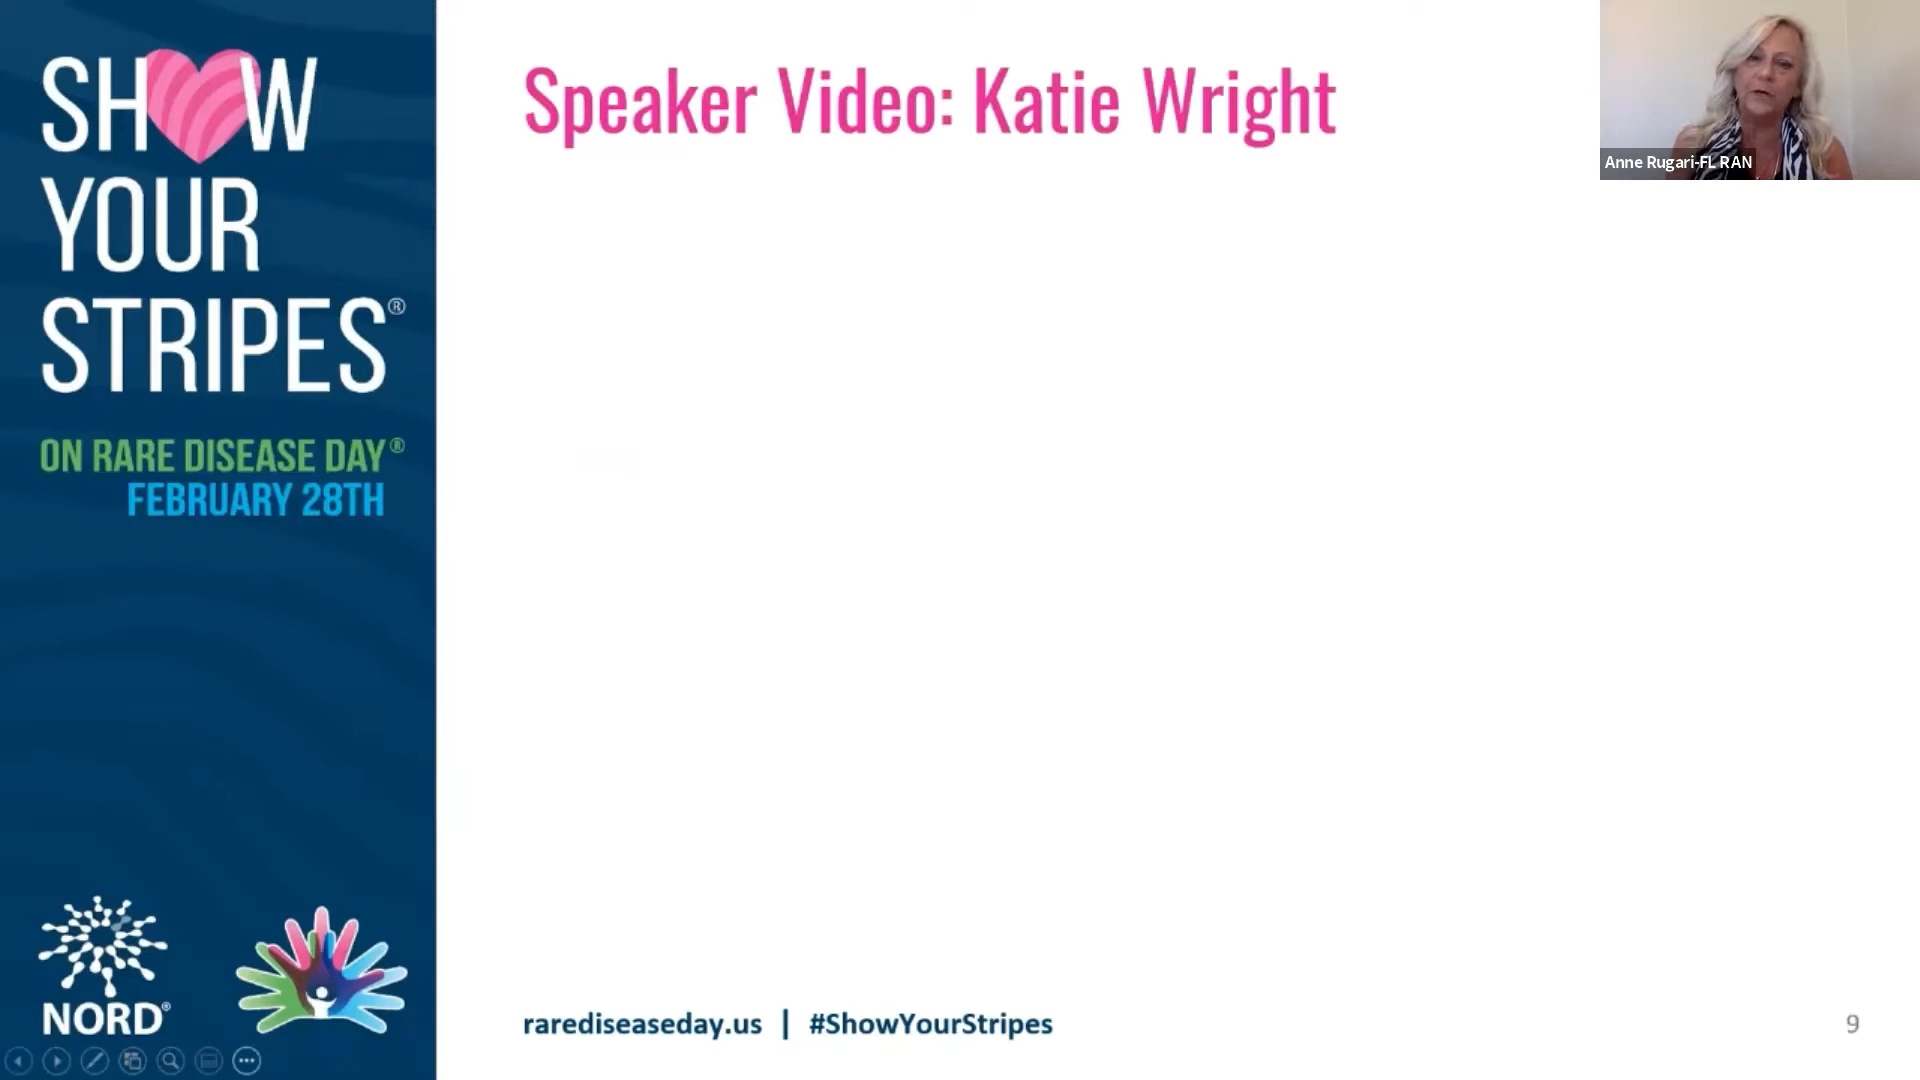 SHOW
YOUR
STRIPES®
ON RARE DISEASE DAY®
FEBRUARY 28TH
NORD®
Speaker Video: Katie Wright
Anne Rugari-FL RAN
rarediseaseday.us | #ShowYourStripes
9